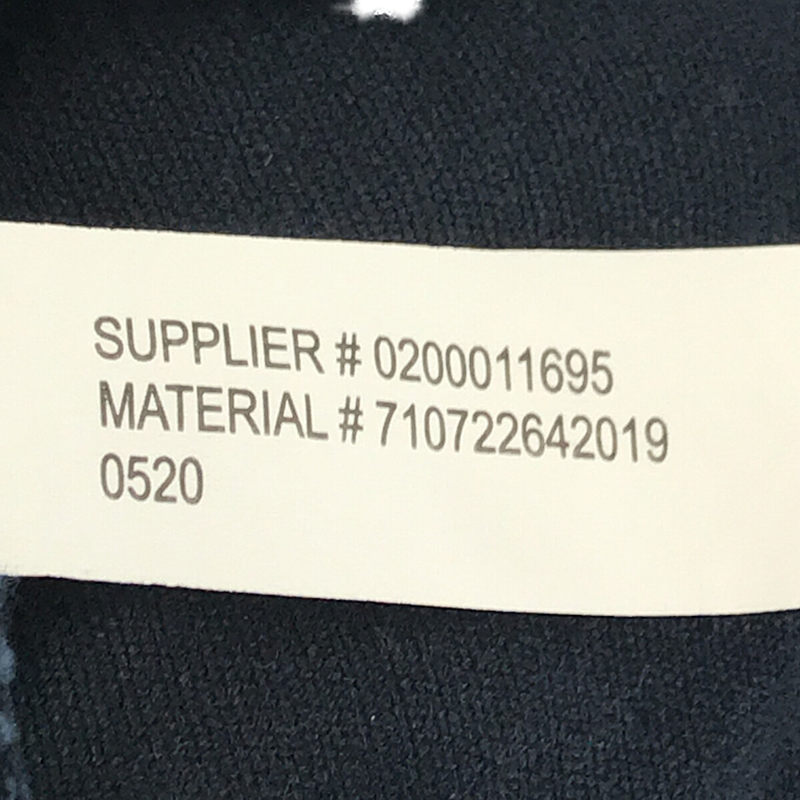 SUPPLIER # 0200011695
MATERIAL # 710722642019
0520